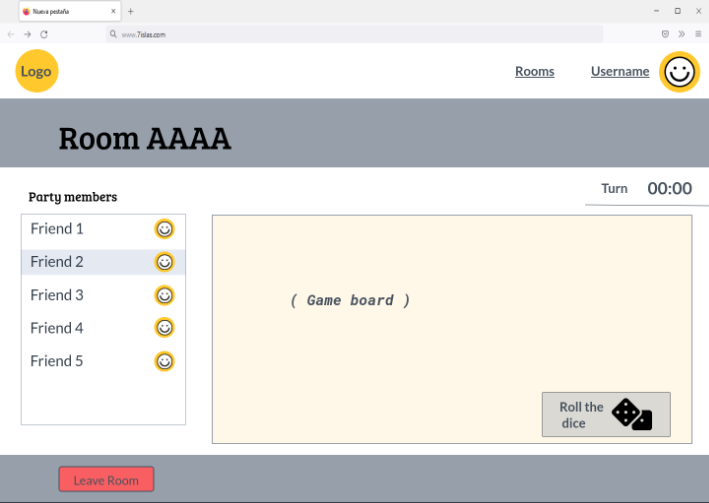 Nueva pestaña
www.7islas.com
Logo
Rooms
Username
Room AAAA
Party members
Turn
00:00
Friend 1
Friend 2
Friend 3
Friend 4
Friend 5
( Game board )
Roll the
dice
Leave Room